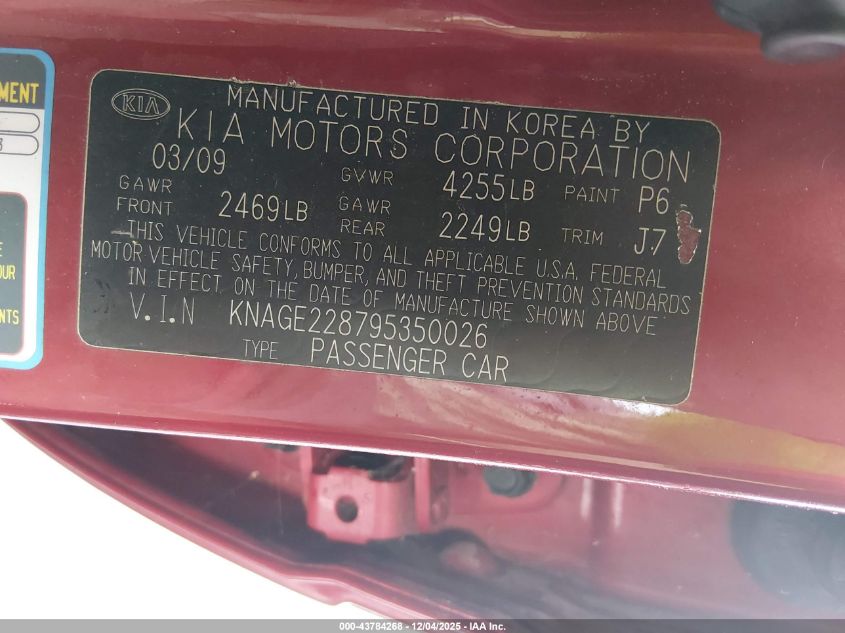 KIA
MANUFACTURED IN KOREA BY
KIA MOTORS CORPORATION
03/09
GAWR FRONT 2469LB
GVWR 4255LB
GAWR REAR 2249LB
PAINT P6
TRIM J7
THIS VEHICLE CONFORMS TO ALL APPLICABLE U.S.A. FEDERAL
MOTOR VEHICLE SAFETY, BUMPER, AND THEFT PREVENTION STANDARDS
IN EFFECT ON THE DATE OF MANUFACTURE SHOWN ABOVE
V.I.N KNAGE228795350026
TYPE PASSENGER CAR
MENT
000-43784268 - 12/04/2025 - IAA Inc.